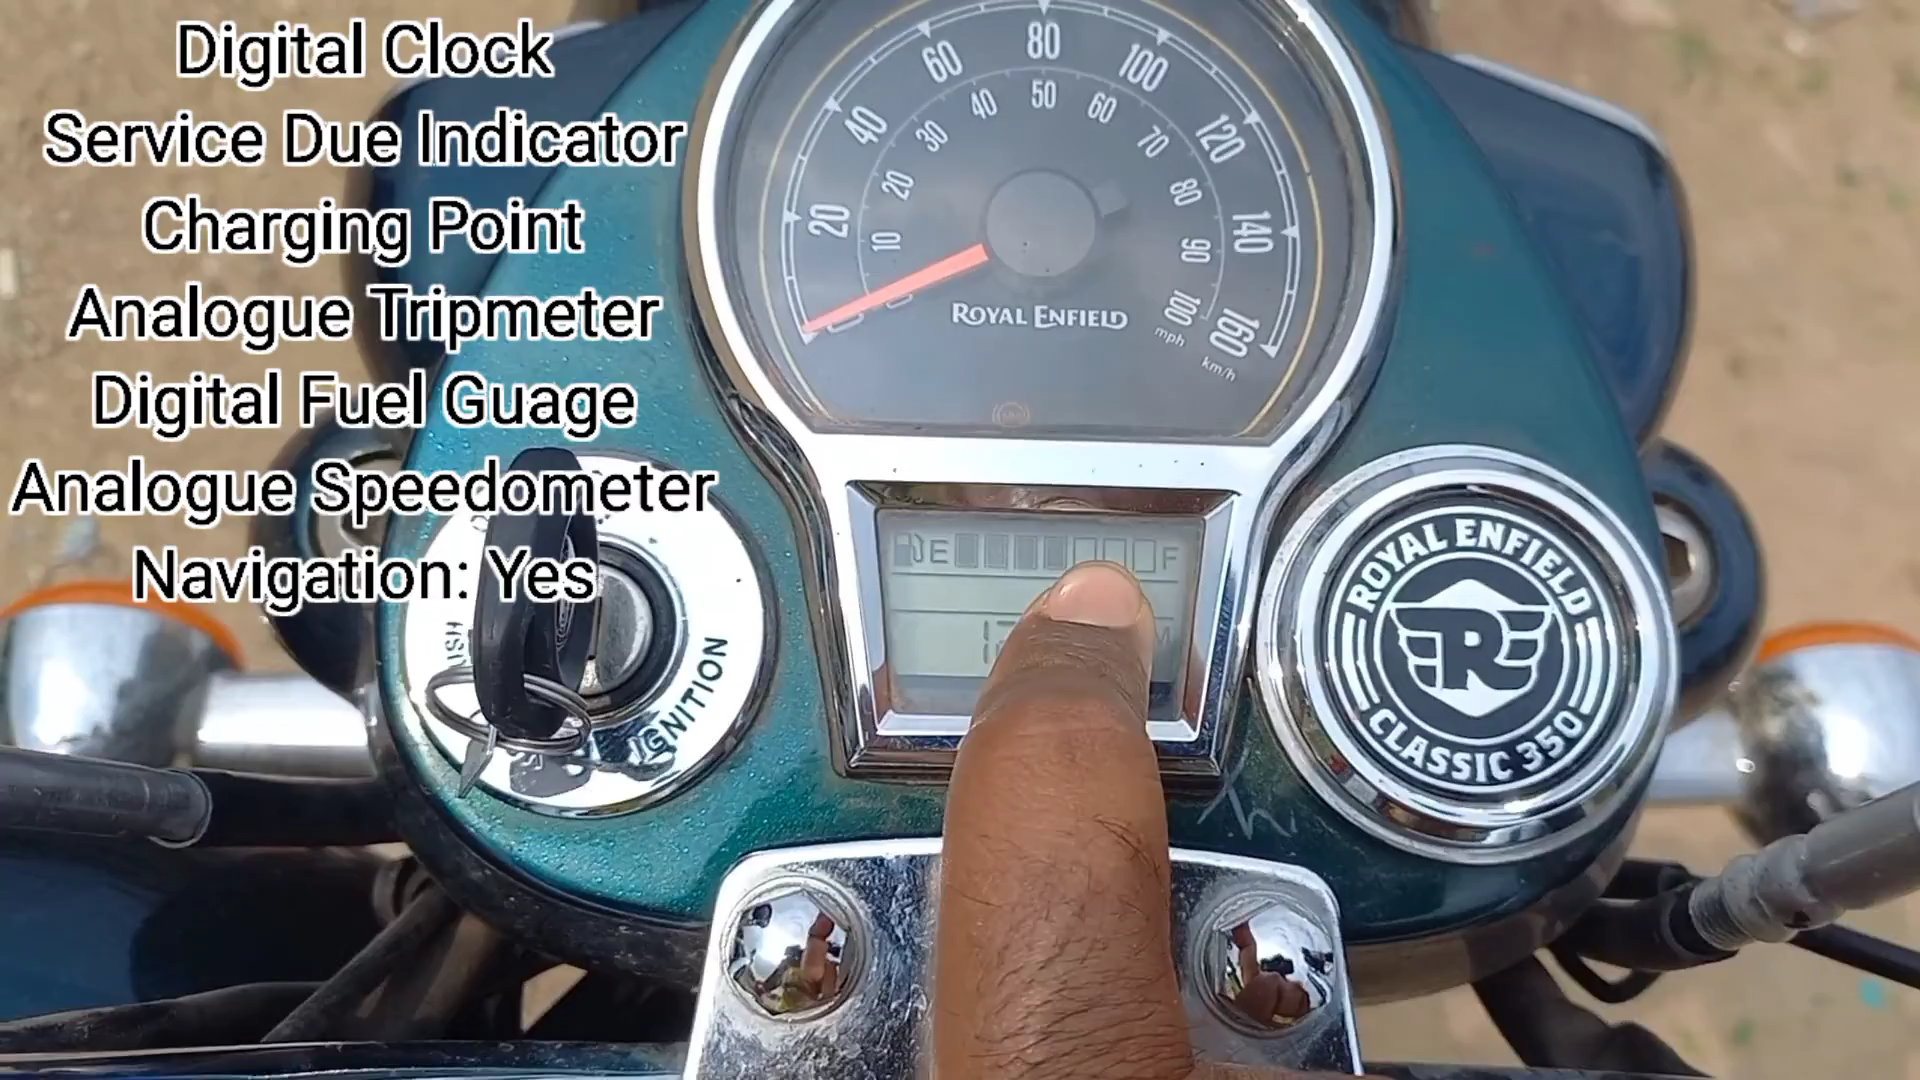 Digital Clock
Service Due Indicator
Charging Point
Analogue Tripmeter
Digital Fuel Guage
Analogue Speedometer
Navigation: Yes
20 40 60 80 100 120 140 160
0 10 20 30 40 50 60 70 80 90 100
mph
km/h
ROYAL ENFIELD
E F
IGNITION
ROYAL ENFIELD
R
CLASSIC 350